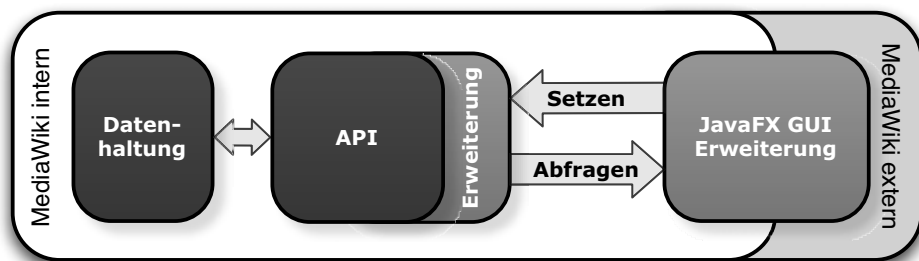 MediaWiki intern
Daten-
haltung
API
Erweiterung
Setzen
Abfragen
JavaFX GUI
Erweiterung
MediaWiki extern